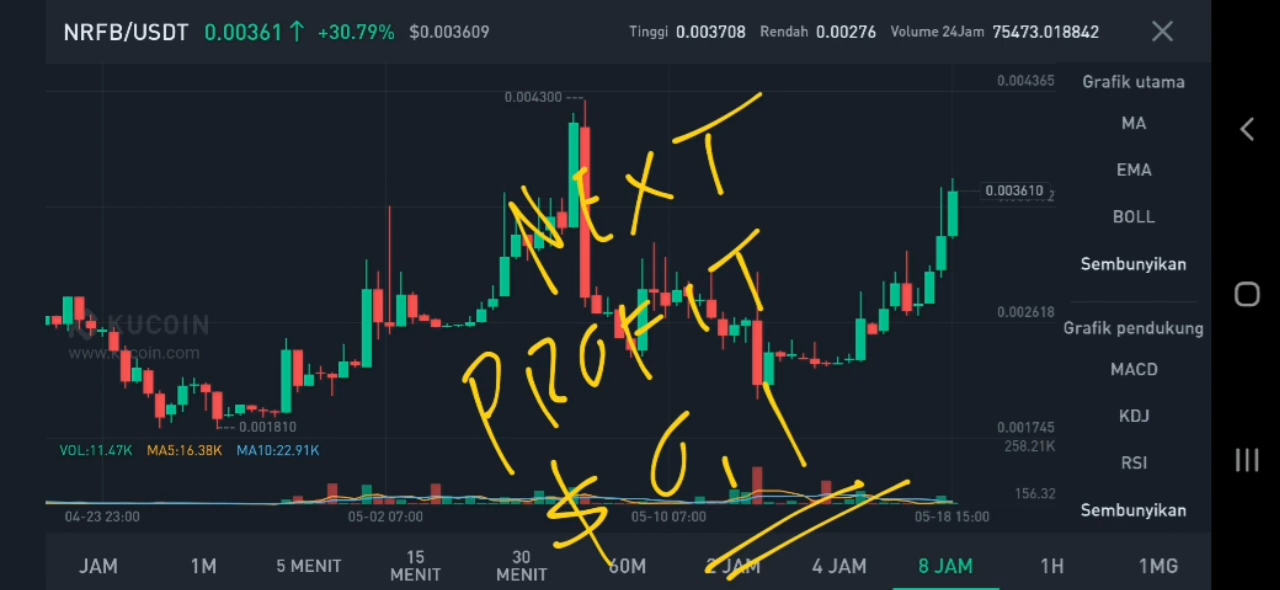 NRFB/USDT 0.00361↑ +30.79% $0.003609 Tinggi 0.003708 Rendah 0.00276 Volume 24Jam 75473.018842
0.004365
Grafik utama
0.004300
MA
EMA
0.003610
BOLL
Sembunyikan
NEXT
PROFIT
$ 0,1
KUCOIN
www.kucoin.com
0.002618
Grafik pendukung
MACD
KDJ
0.001810
0.001745
VOL:11.47K MA5:16.38K MA10:22.91K
258.21K
RSI
156.32
Sembunyikan
04-23 23:00 05-02 07:00 05-10 07:00 05-18 15:00
JAM 1M 5 MENIT 15 MENIT 30 MENIT 60M 2 JAM 4 JAM 8 JAM 1H 1MG